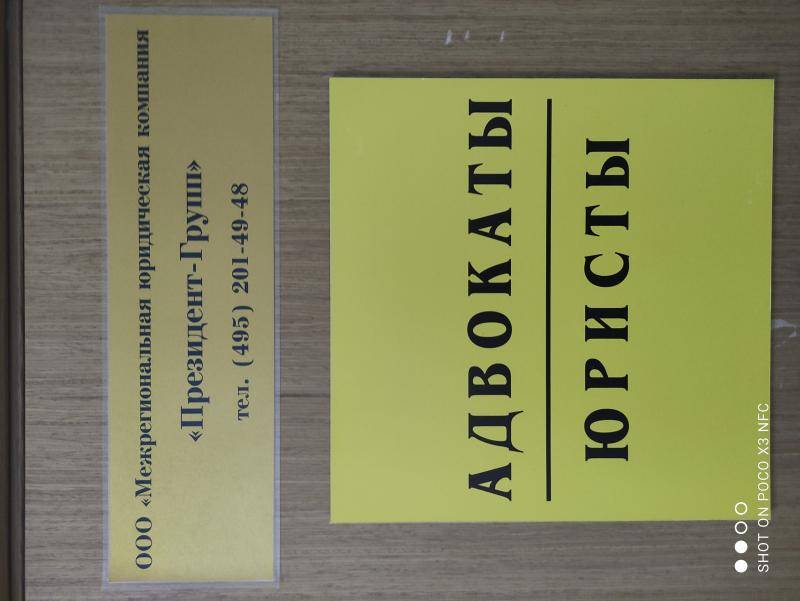 ООО «Межрегиональная юридическая компания
«Президент-Групп»
тел. (495) 201-49-48
АДВОКАТЫ
ЮРИСТЫ
SHOT ON POCO X3 NFC